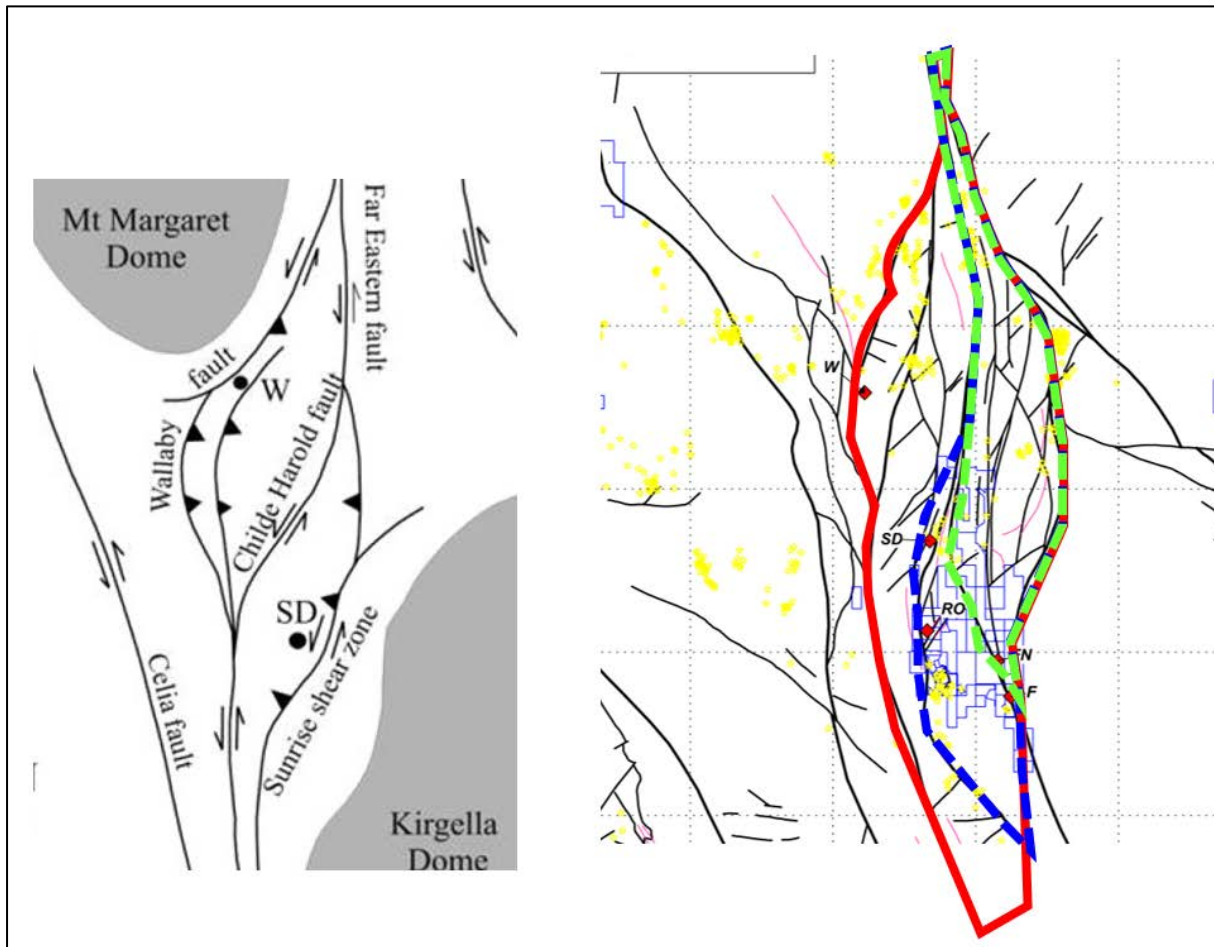 Mt Margaret
Dome
Far Eastern fault
fault
W
Wallaby
Childe Harold fault
SD
Sunrise shear zone
Celia fault
Kirgella
Dome
W
SD
RO
N
F